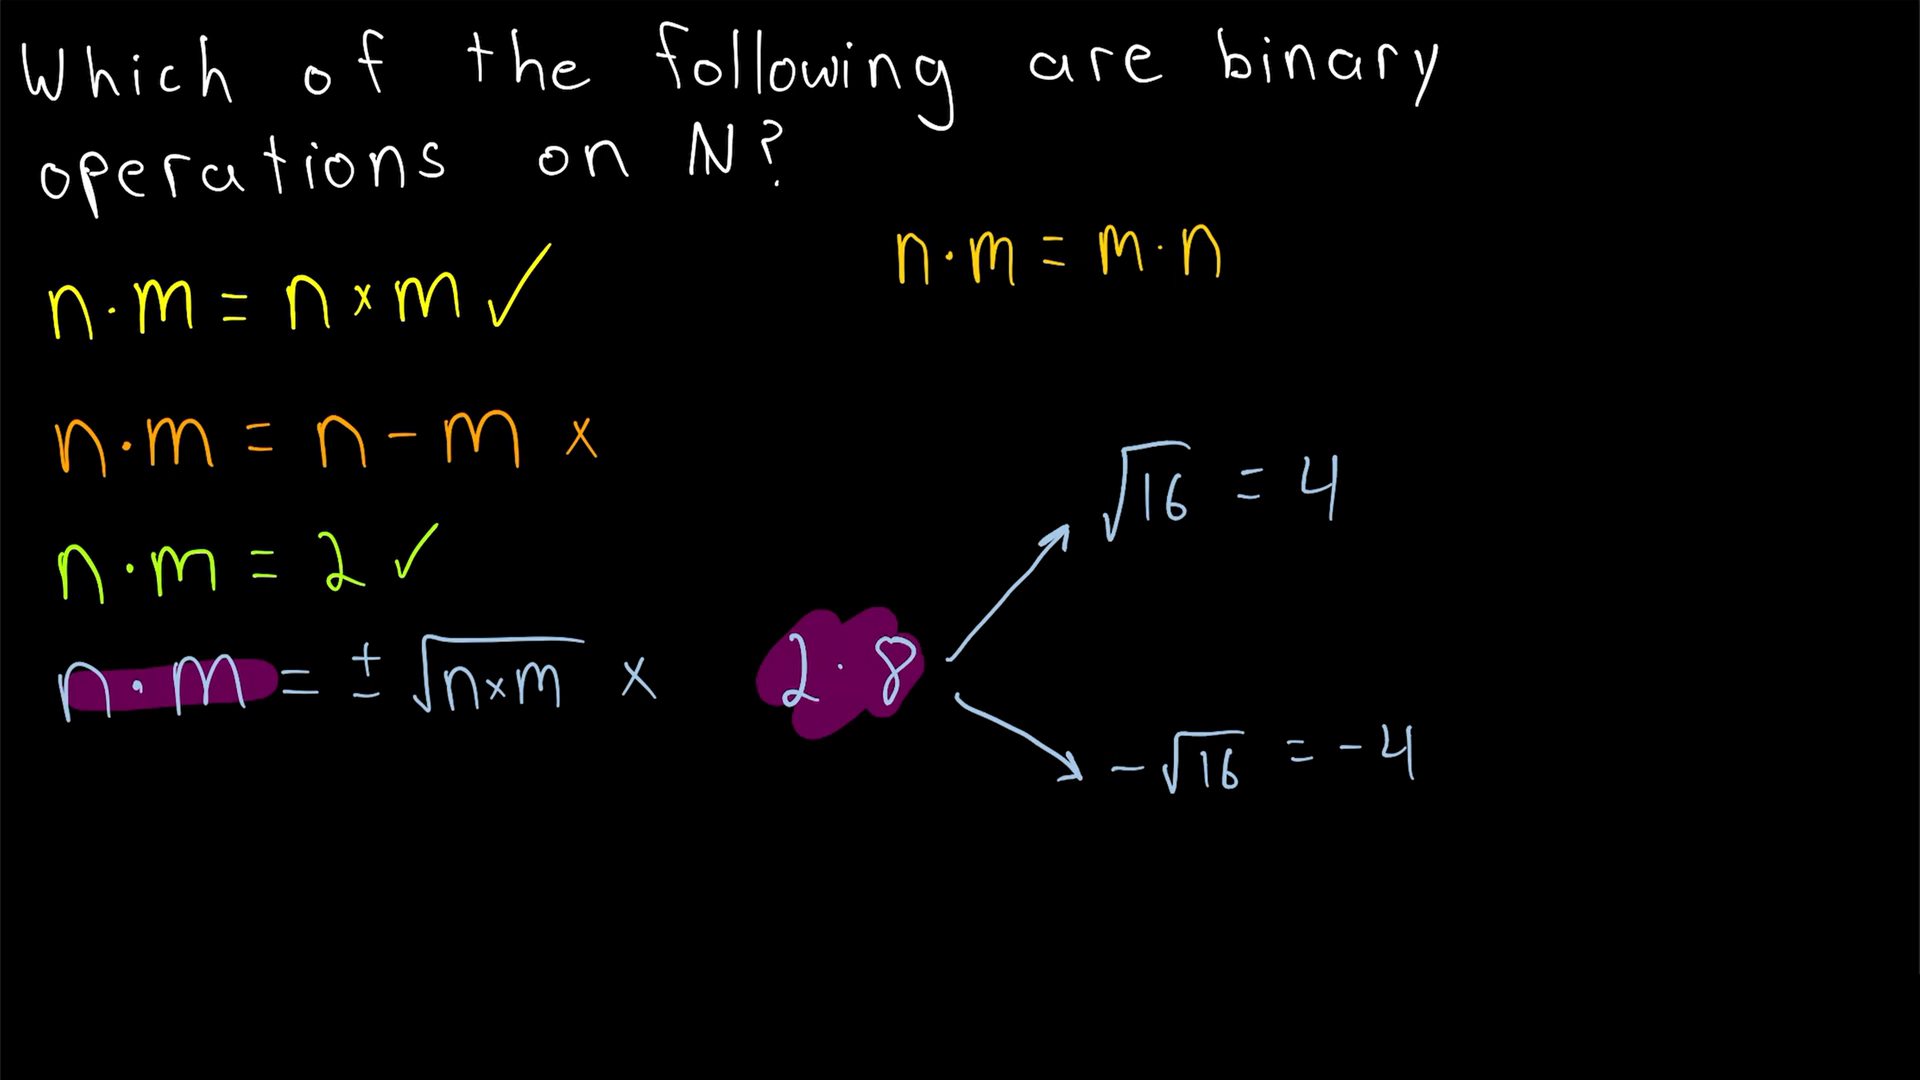 Which of the following are binary
operations on N?
n·m = m·n
n·m = n×m ✓
n·m = n-m ×
√16 = 4
n·m = 2 ✓
n·m = ± √n×m × 2·8
-√16 = -4